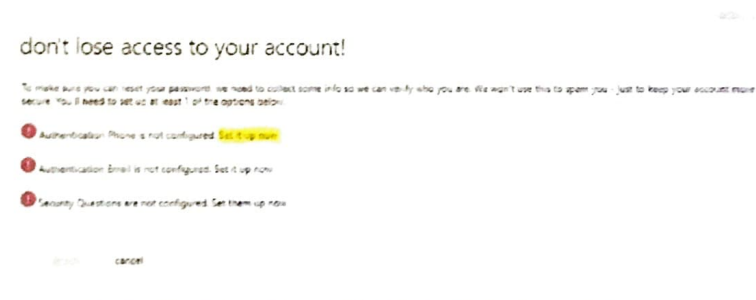 don't lose access to your account!
To make sure you can reset your password, we need to collect some info so we can verify who you are. We won't use this to spam you - just to keep your account more
secure. You'll need to set up at least 1 of the options below.
Authentication Phone is not configured. Set it up now
Authentication Email is not configured. Set it up now
Security Questions are not configured. Set them up now
cancel